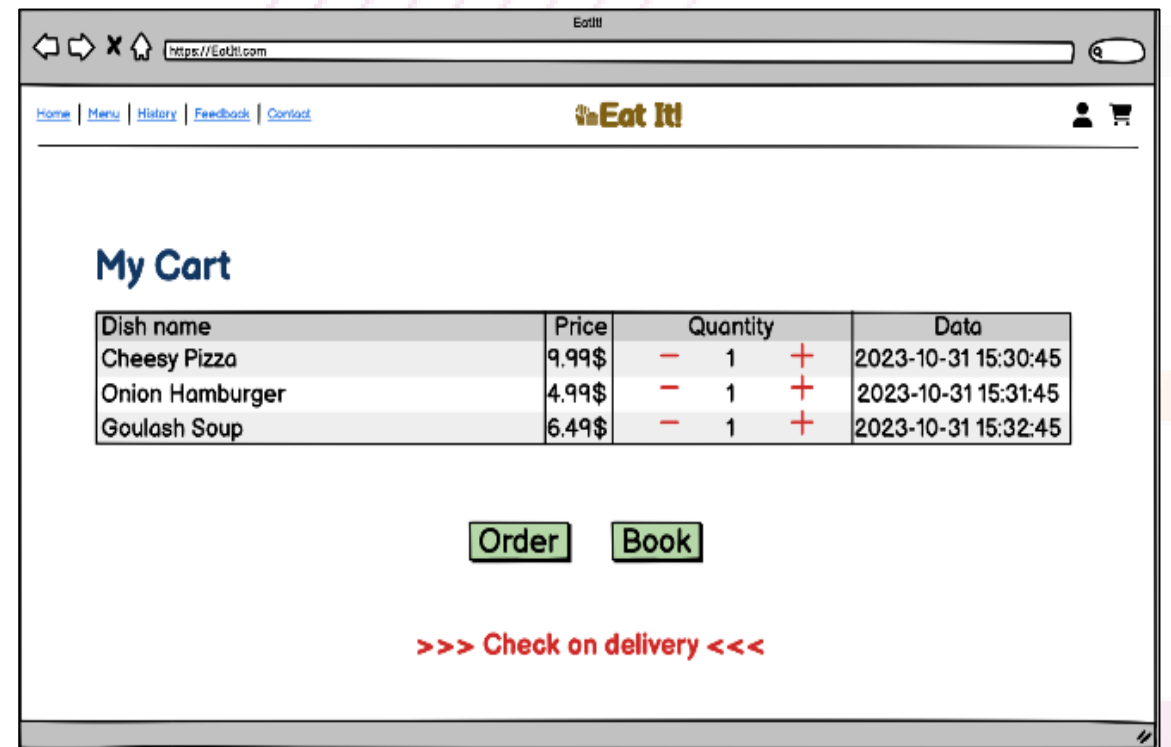 EatIt!
https://EatIt!.com
Home | Menu | History | Feedback | Contact
Eat It!
My Cart
Dish name Price Quantity Data
Cheesy Pizza 9.99$ − 1 + 2023-10-31 15:30:45
Onion Hamburger 4.99$ − 1 + 2023-10-31 15:31:45
Goulash Soup 6.49$ − 1 + 2023-10-31 15:32:45
Order Book
>>> Check on delivery <<<